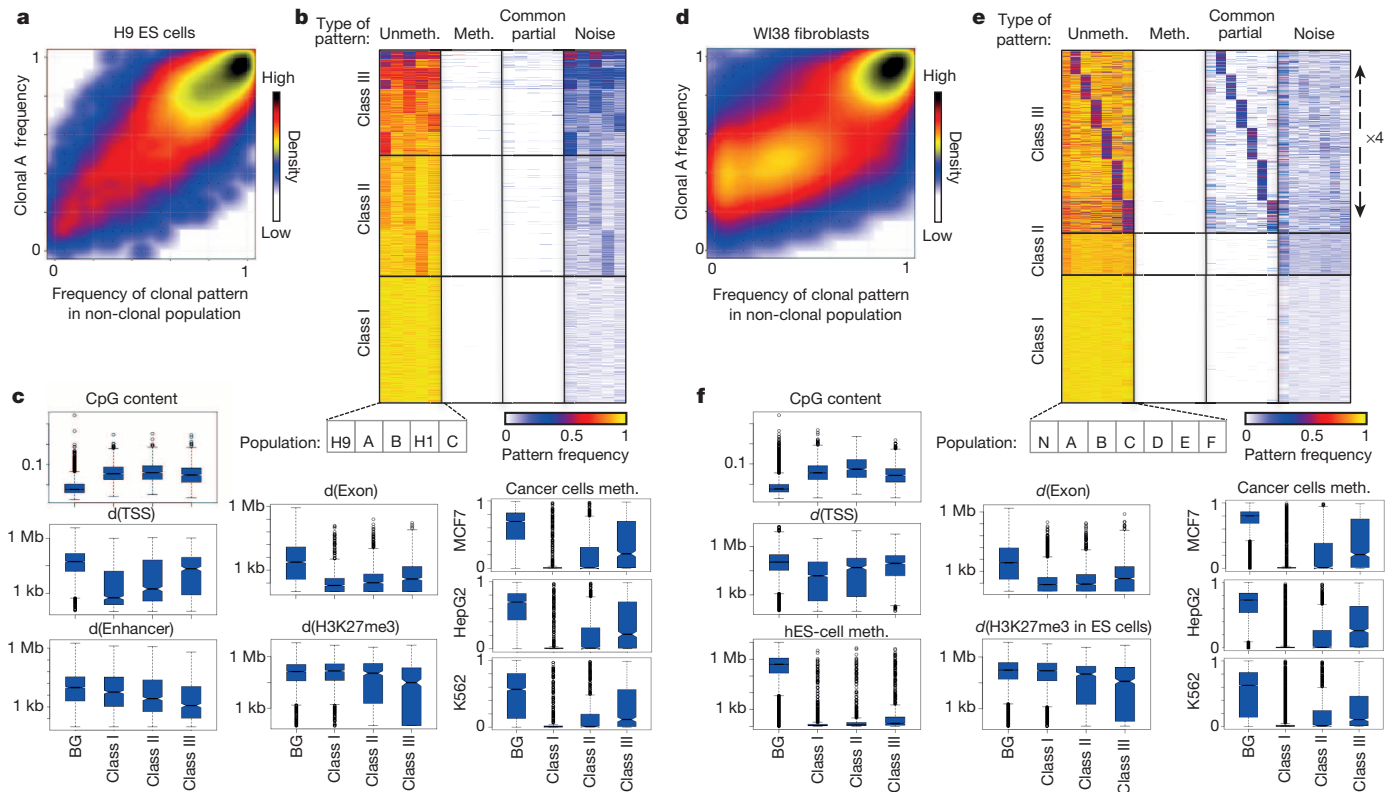 a
H9 ES cells
Clonal A frequency
1
0
0
1
Frequency of clonal pattern
in non-clonal population
High
Density
Low
b
Type of
pattern:
Unmeth.
Meth.
Common
partial
Noise
Class III
Class II
Class I
Population:
H9 A B H1 C
0 0.5 1
Pattern frequency
c
CpG content
0.1
d(TSS)
1 Mb
1 kb
d(Enhancer)
1 Mb
1 kb
BG
Class I
Class II
Class III
d(Exon)
1 Mb
1 kb
d(H3K27me3)
1 Mb
1 kb
BG
Class I
Class II
Class III
Cancer cells meth.
MCF7
1
0
HepG2
1
0
K562
1
0
BG
Class I
Class II
Class III
d
WI38 fibroblasts
Clonal A frequency
1
0
0
1
Frequency of clonal pattern
in non-clonal population
High
Density
Low
e
Type of
pattern:
Unmeth.
Meth.
Common
partial
Noise
Class III
Class II
Class I
×4
Population:
N A B C D E F
0 0.5 1
Pattern frequency
f
CpG content
0.1
d(TSS)
1 Mb
1 kb
hES-cell meth.
1 Mb
1 kb
BG
Class I
Class II
Class III
d(Exon)
1 Mb
1 kb
d(H3K27me3 in ES cells)
1 Mb
1 kb
BG
Class I
Class II
Class III
Cancer cells meth.
MCF7
1
0
HepG2
1
0
K562
1
0
BG
Class I
Class II
Class III